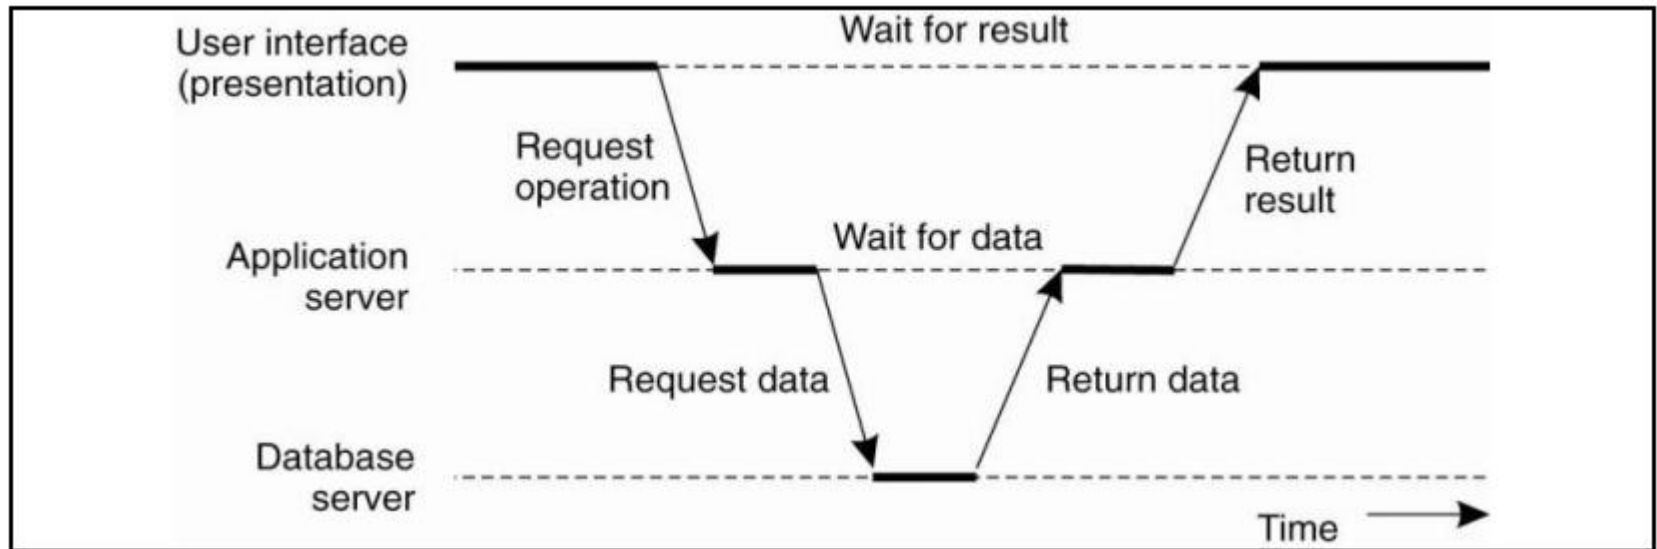 Wait for result
User interface
(presentation)
Request
operation
Return
result
Wait for data
Application
server
Request data
Return data
Database
server
Time